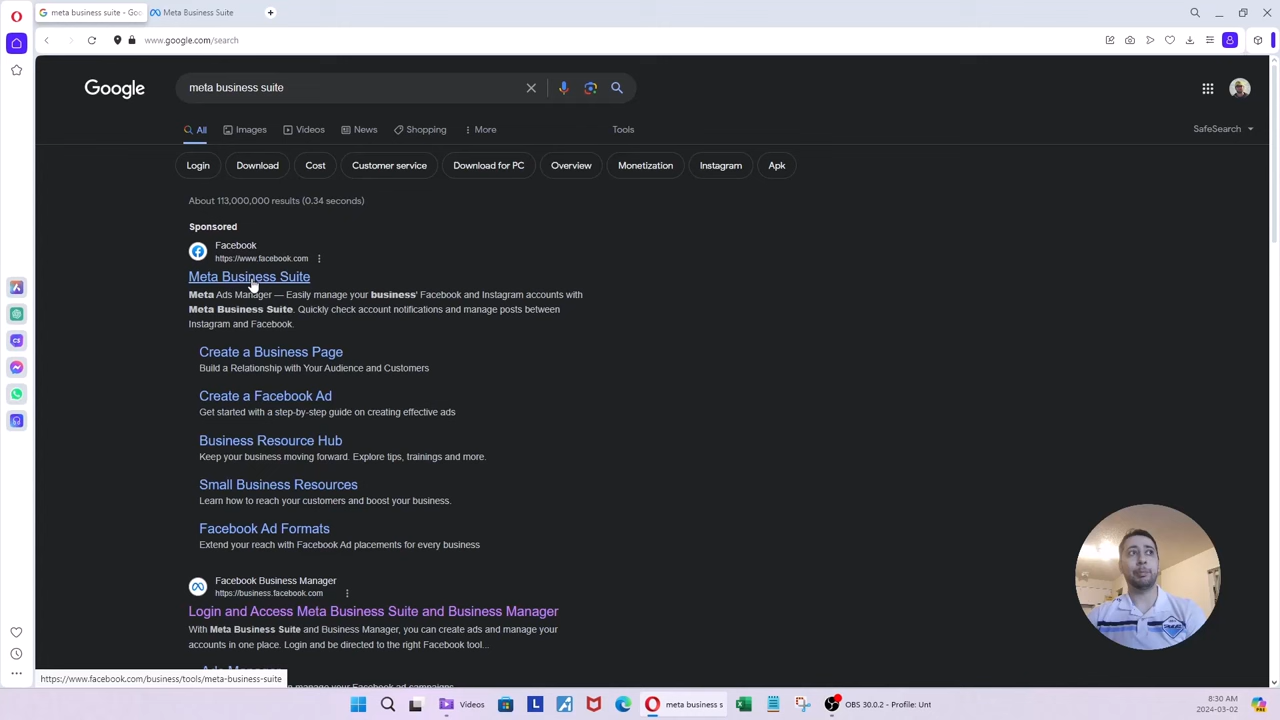 meta business suite - Goo
Meta Business Suite
www.google.com/search
Google
meta business suite
All
Images
Videos
News
Shopping
More
Tools
SafeSearch
Login
Download
Cost
Customer service
Download for PC
Overview
Monetization
Instagram
Apk
About 113,000,000 results (0.34 seconds)
Sponsored
Facebook
https://www.facebook.com
Meta Business Suite
Meta Ads Manager — Easily manage your business' Facebook and Instagram accounts with
Meta Business Suite. Quickly check account notifications and manage posts between
Instagram and Facebook.
Create a Business Page
Build a Relationship with Your Audience and Customers
Create a Facebook Ad
Get started with a step-by-step guide on creating effective ads
Business Resource Hub
Keep your business moving forward. Explore tips, trainings and more.
Small Business Resources
Learn how to reach your customers and boost your business.
Facebook Ad Formats
Extend your reach with Facebook Ad placements for every business
Facebook Business Manager
https://business.facebook.com
Login and Access Meta Business Suite and Business Manager
With Meta Business Suite and Business Manager, you can create ads and manage your
accounts in one place. Login and be directed to the right Facebook tool...
Ads Manager
manage your Facebook ad campaigns
https://www.facebook.com/business/tools/meta-business-suite
Videos
meta business s
OBS 30.0.2 - Profile: Unt
8:30 AM
2024-03-02